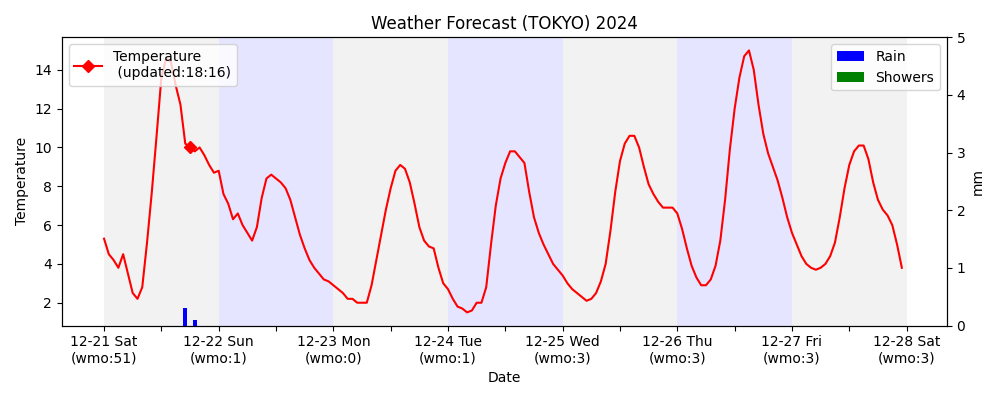 Weather Forecast (TOKYO) 2024
Temperature
(updated:18:16)
Rain
Showers
14
12
10
8
6
4
2
Temperature
5
4
3
2
1
0
mm
12-21 Sat
(wmo:51)
12-22 Sun
(wmo:1)
12-23 Mon
(wmo:0)
12-24 Tue
(wmo:1)
12-25 Wed
(wmo:3)
12-26 Thu
(wmo:3)
12-27 Fri
(wmo:3)
12-28 Sat
(wmo:3)
Date